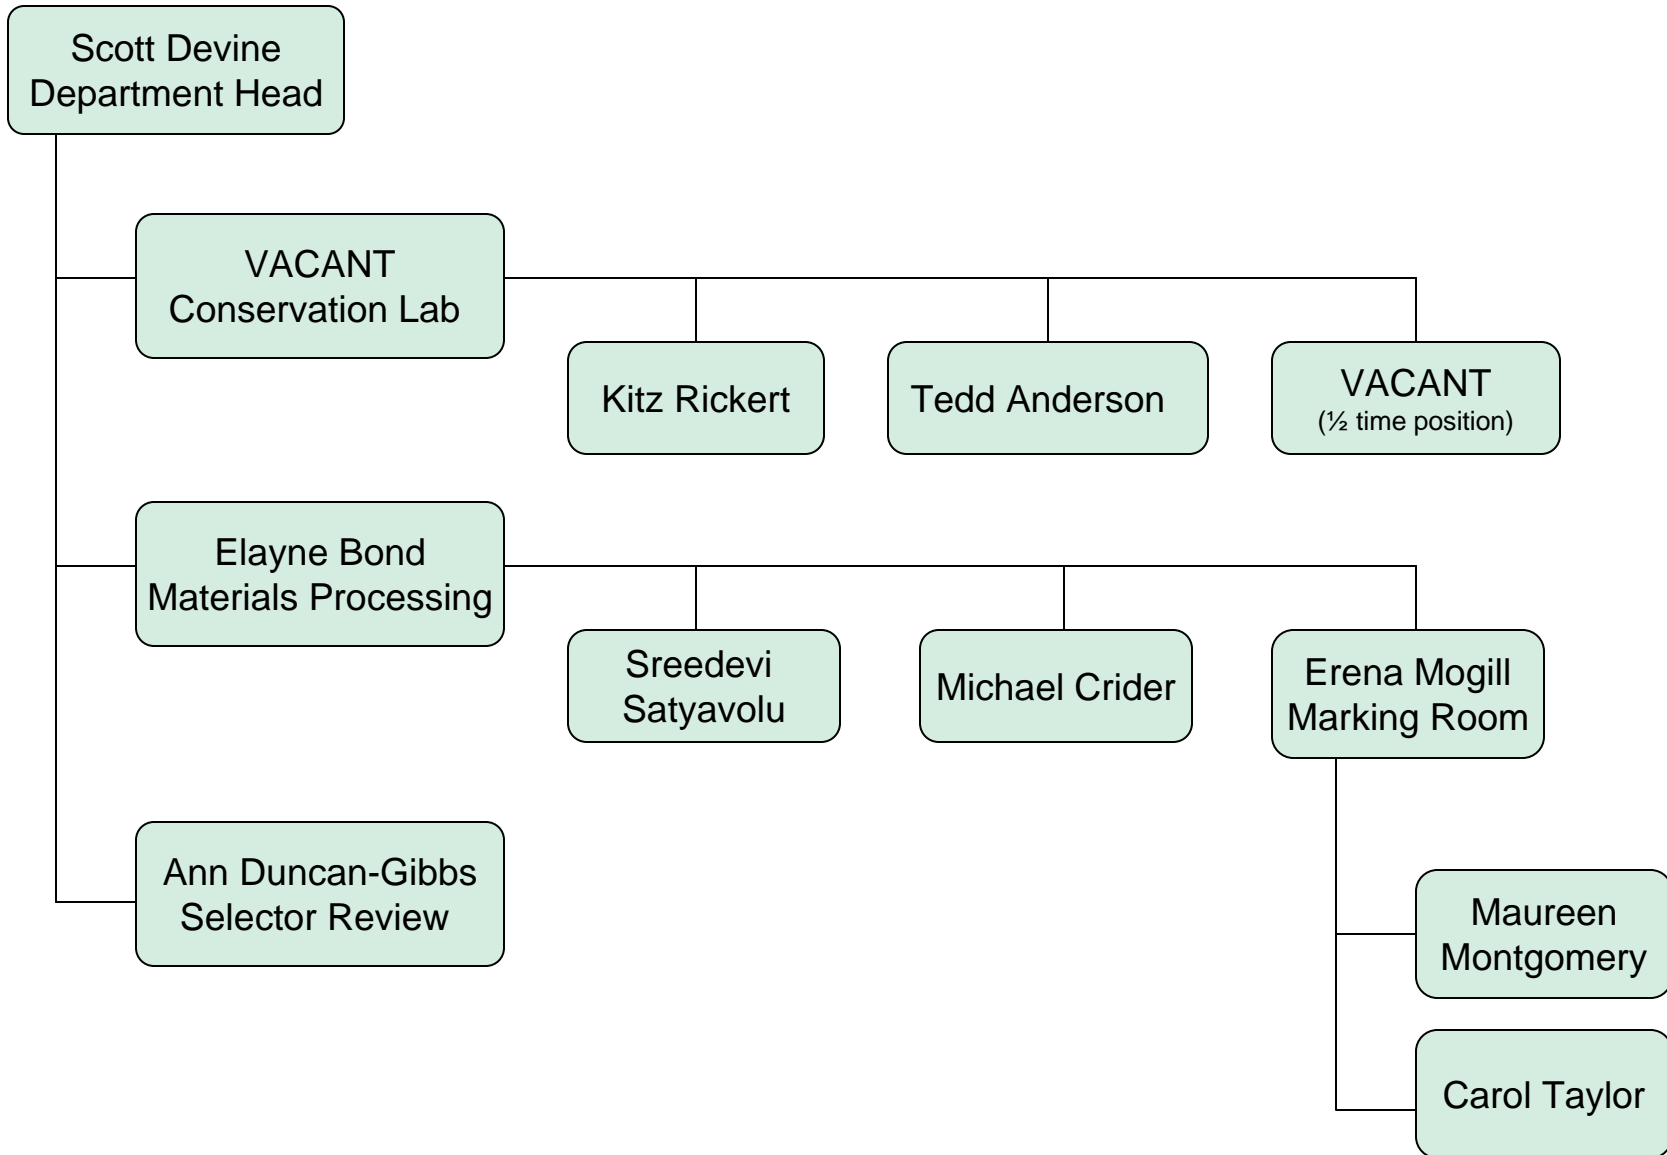 Scott Devine
Department Head
VACANT
Conservation Lab
Kitz Rickert
Tedd Anderson
VACANT
(½ time position)
Elayne Bond
Materials Processing
Sreedevi
Satyavolu
Michael Crider
Erena Mogill
Marking Room
Ann Duncan-Gibbs
Selector Review
Maureen
Montgomery
Carol Taylor